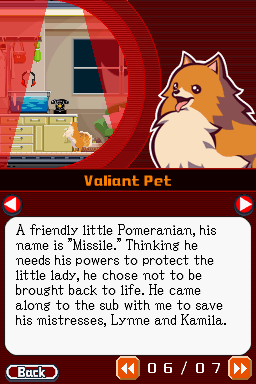 Valiant Pet
A friendly little Pomeranian, his
name is "Missile." Thinking he
needs his powers to protect the
little lady, he chose not to be
brought back to life. He came
along to the sub with me to save
his mistresses, Lynne and Kamila.
Back
06/07